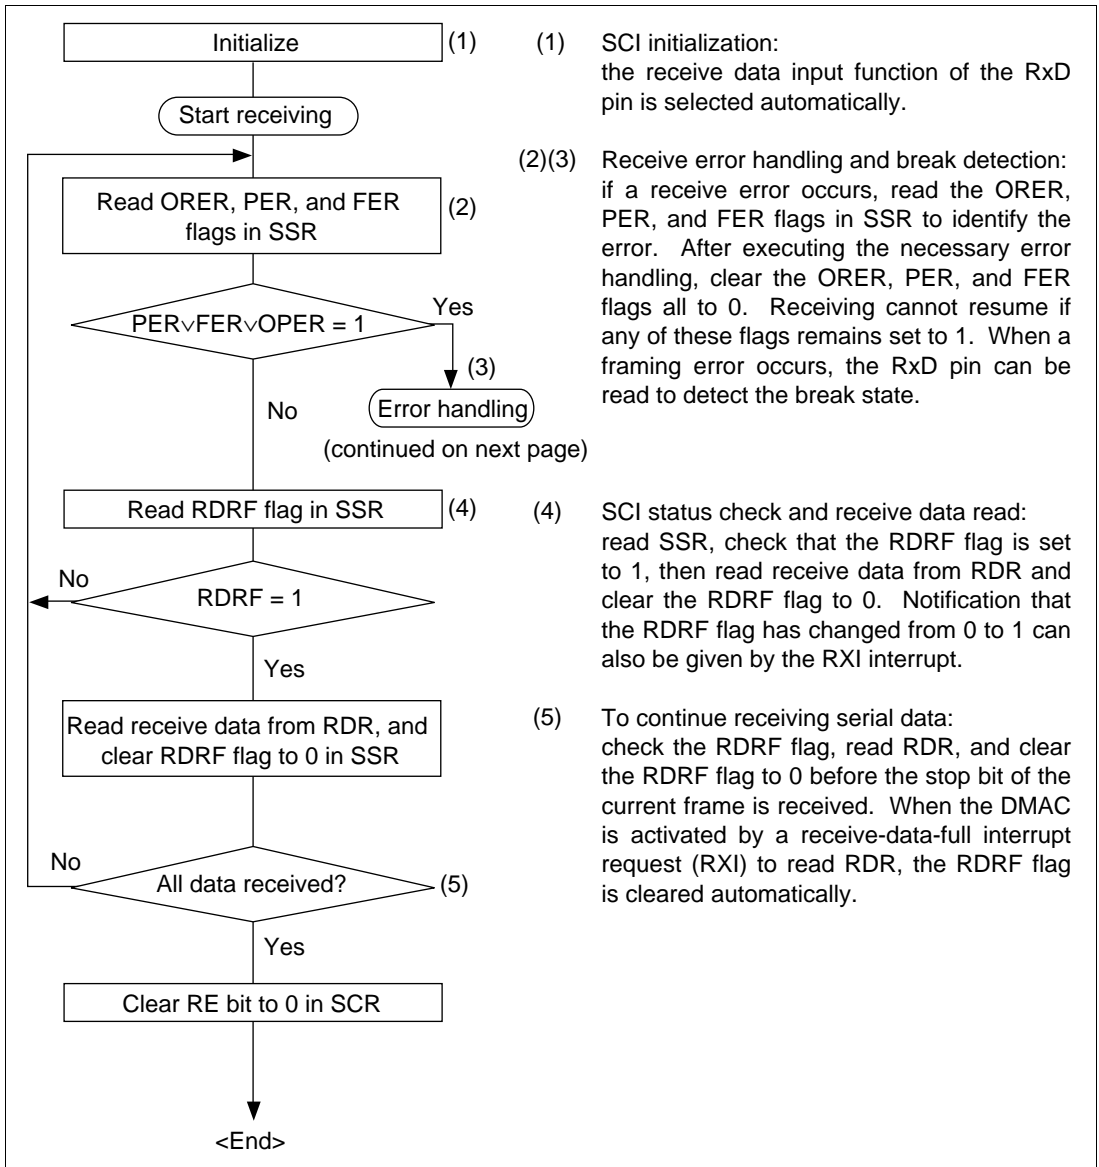 Initialize
(1)
Start receiving
Read ORER, PER, and FER
flags in SSR
(2)
PER∨FER∨OPER = 1
Yes
(3)
Error handling
(continued on next page)
No
Read RDRF flag in SSR
(4)
No
RDRF = 1
Yes
Read receive data from RDR, and
clear RDRF flag to 0 in SSR
No
All data received?
(5)
Yes
Clear RE bit to 0 in SCR
<End>
(1) SCI initialization:
the receive data input function of the RxD
pin is selected automatically.
(2)(3) Receive error handling and break detection:
if a receive error occurs, read the ORER,
PER, and FER flags in SSR to identify the
error. After executing the necessary error
handling, clear the ORER, PER, and FER
flags all to 0. Receiving cannot resume if
any of these flags remains set to 1. When a
framing error occurs, the RxD pin can be
read to detect the break state.
(4) SCI status check and receive data read:
read SSR, check that the RDRF flag is set
to 1, then read receive data from RDR and
clear the RDRF flag to 0. Notification that
the RDRF flag has changed from 0 to 1 can
also be given by the RXI interrupt.
(5) To continue receiving serial data:
check the RDRF flag, read RDR, and clear
the RDRF flag to 0 before the stop bit of the
current frame is received. When the DMAC
is activated by a receive-data-full interrupt
request (RXI) to read RDR, the RDRF flag
is cleared automatically.